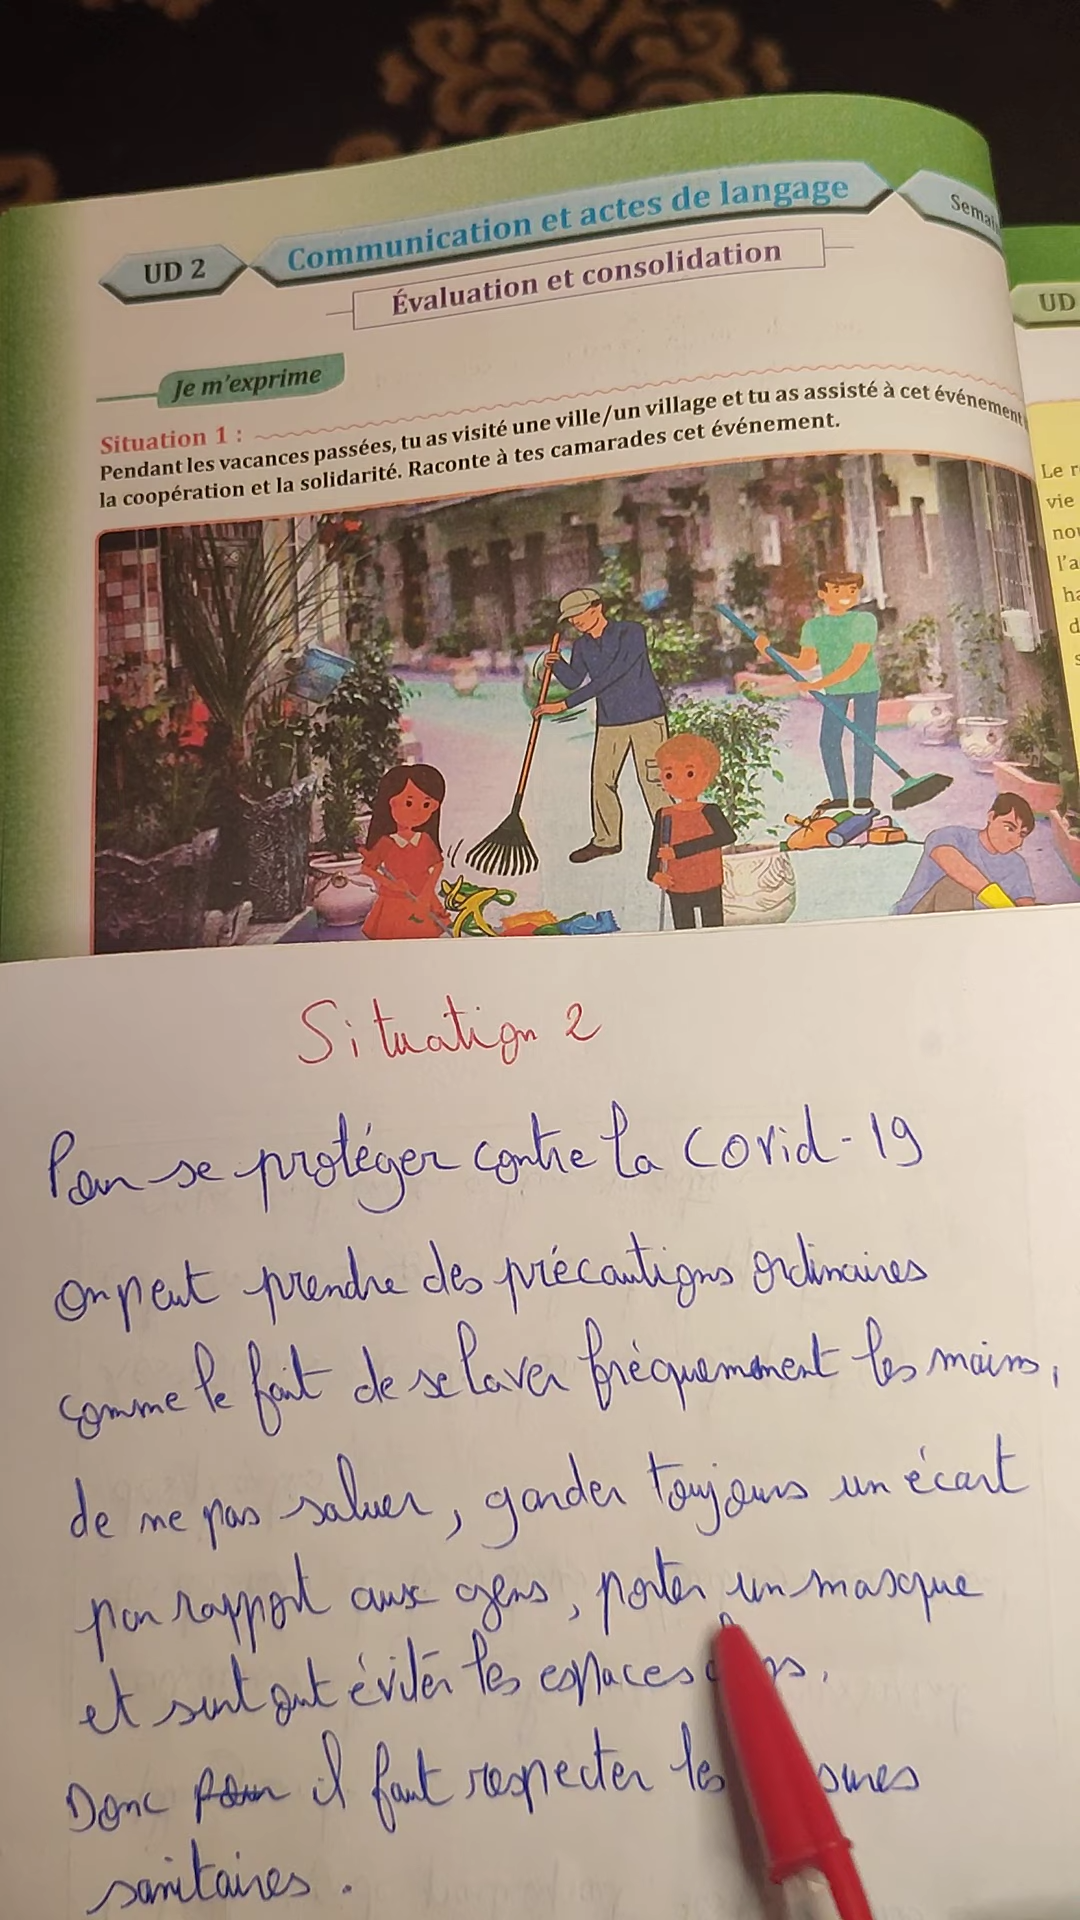 UD 2
Communication et actes de langage
Évaluation et consolidation
UD
Je m'exprime
Situation 1 :
Pendant les vacances passées, tu as visité une ville/un village et tu as assisté à cet événement
la coopération et la solidarité. Raconte à tes camarades cet événement.
Le
vie
l'a
Situation 2
Pour se protéger contre la covid-19
on peut prendre des précautions ordinaires
comme le fait de se laver fréquemment les mains,
de ne pas saluer, garder toujours un écart
par rapport aux gens, porter un masque
et surtout éviter les espaces
Donc il faut respecter les
sanitaires.